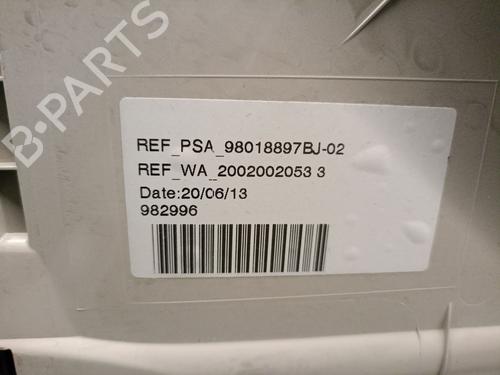 B-PARTS
REF_PSA_98018897BJ-02
REF_WA_2002002053 3
Date:20/06/13
982996